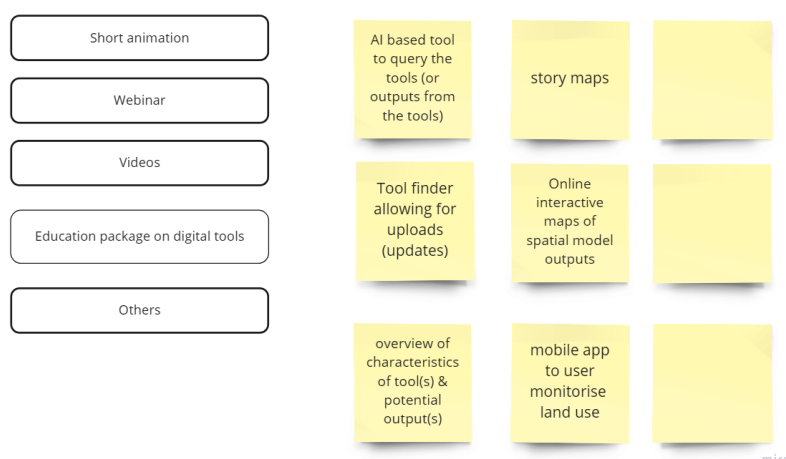 Short animation
Webinar
Videos
Education package on digital tools
Others
AI based tool
to query the
tools (or
outputs from
the tools)
story maps
Tool finder
allowing for
uploads
(updates)
Online
interactive
maps of
spatial model
outputs
overview of
characteristics
of tool(s) &
potential
output(s)
mobile app
to user
monitorise
land use